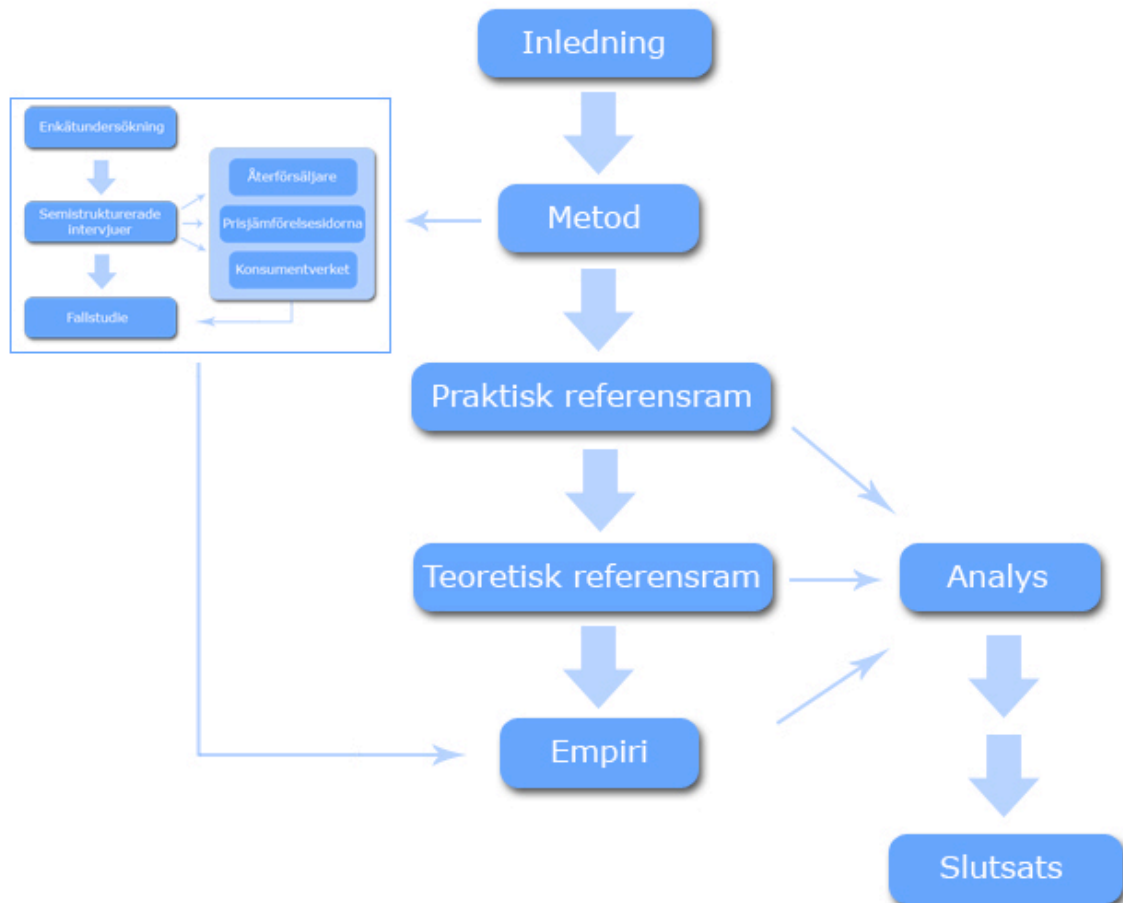 Inledning
Enkätundersökning
Återförsäljare
Semistrukturerade
intervjuer
Prisjämförelsesidorna
Konsumentverket
Fallstudie
Metod
Praktisk referensram
Teoretisk referensram
Analys
Empiri
Slutsats